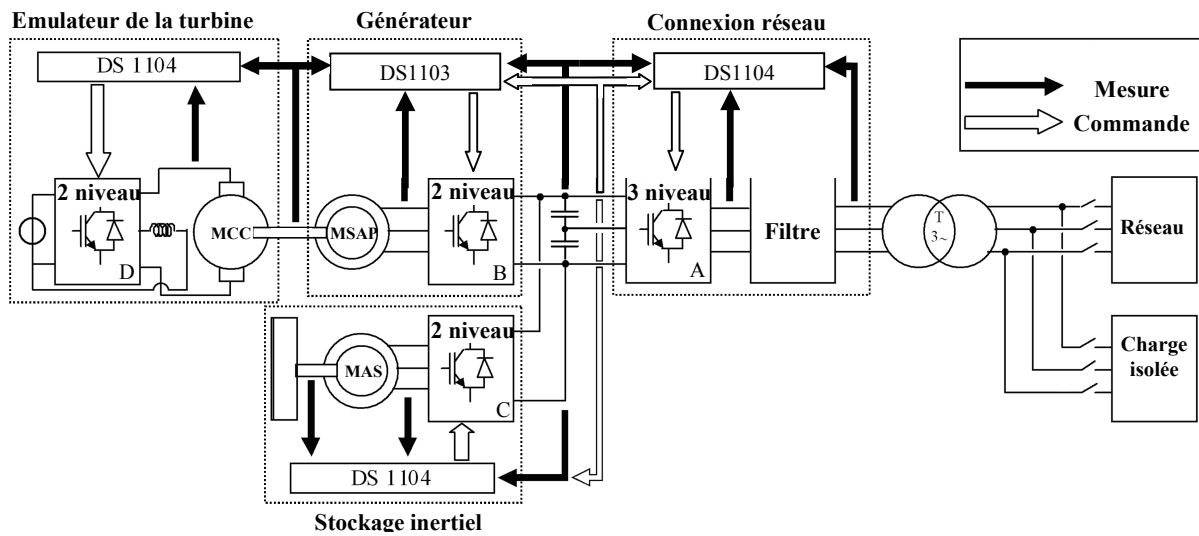 Emulateur de la turbine
Générateur
Connexion réseau
DS 1104
DS1103
DS1104
Mesure
Commande
2 niveau
MCC
D
MSAP
2 niveau
B
3 niveau
A
Filtre
T
3~
Réseau
2 niveau
MAS
C
Charge
isolée
DS 1104
Stockage inertiel